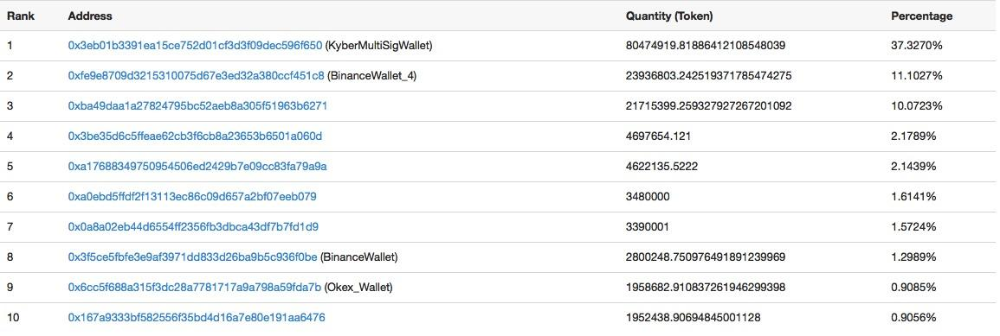 Rank Address Quantity (Token) Percentage
1 0x3eb01b3391ea15ce752d01cf3d3f09dec596f650 (KyberMultiSigWallet) 80474919.81886412108548039 37.3270%
2 0xfe9e8709d3215310075d67e3ed32a380ccf451c8 (BinanceWallet_4) 23936803.242519371785474275 11.1027%
3 0xba49daa1a27824795bc52aeb8a305f51963b6271 21715399.259327927267201092 10.0723%
4 0x3be35d6c5ffeae62cb3f6cb8a23653b6501a060d 4697654.121 2.1789%
5 0xa17688349750954506ed2429b7e09cc83fa79a9a 4622135.5222 2.1439%
6 0xa0ebd5ffdf2f13113ec86c09d657a2bf07eeb079 3480000 1.6141%
7 0x0a8a02eb44d6554ff2356fb3dbca43df7b7fd1d9 3390001 1.5724%
8 0x3f5ce5fbfe3e9af3971dd833d26ba9b5c936f0be (BinanceWallet) 2800248.750976491891239969 1.2989%
9 0x6cc5f688a315f3dc28a7781717a9a798a59fda7b (Okex_Wallet) 1958682.910837261946299398 0.9085%
10 0x167a9333bf582556f35bd4d16a7e80e191aa6476 1952438.90694845001128 0.9056%